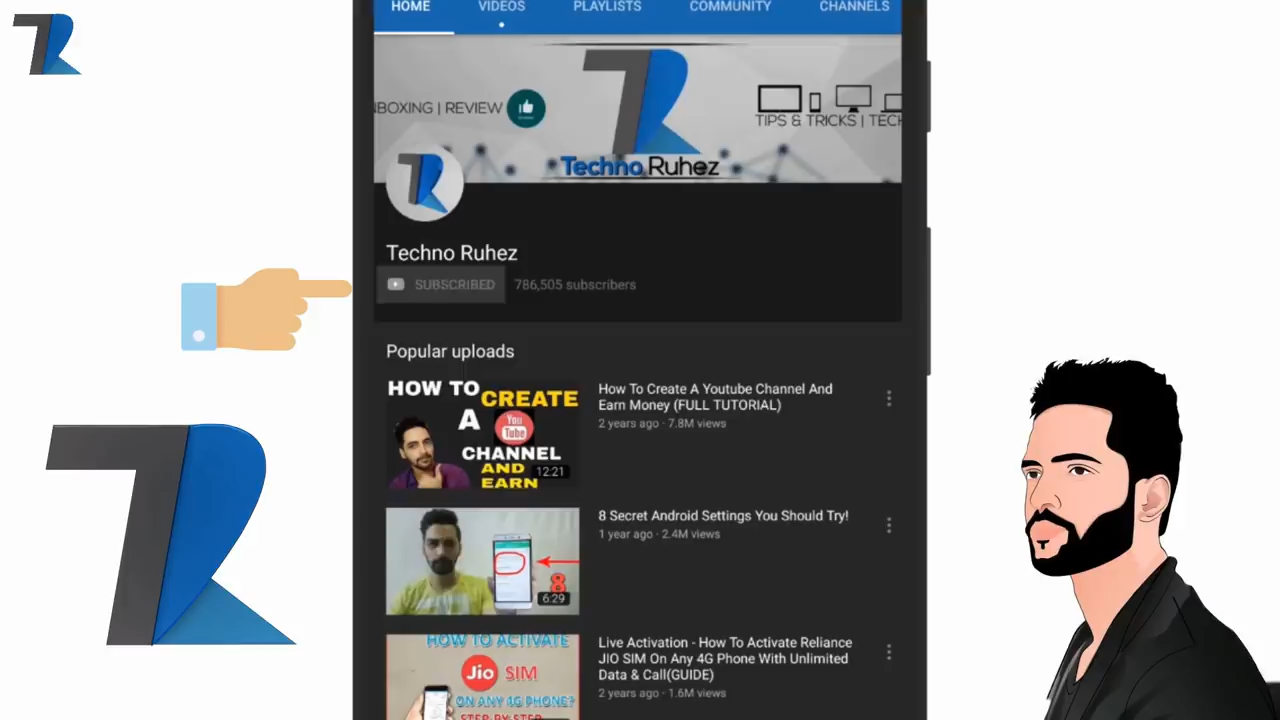 HOME VIDEOS PLAYLISTS COMMUNITY CHANNELS
NBOXING | REVIEW
TIPS & TRICKS | TECH
Techno Ruhez
Techno Ruhez
SUBSCRIBED 786,505 subscribers
Popular uploads
HOW TO
CREATE
A
You
Tube
CHANNEL
AND
EARN
12:21
How To Create A Youtube Channel And
Earn Money (FULL TUTORIAL)
2 years ago · 7.8M views
8
6:29
8 Secret Android Settings You Should Try!
1 year ago · 2.4M views
HOW TO ACTIVATE
Jio SIM
ON ANY 4G PHONE?
STEP-BY-STEP
Live Activation - How To Activate Reliance
JIO SIM On Any 4G Phone With Unlimited
Data & Call(GUIDE)
2 years ago · 1.6M views